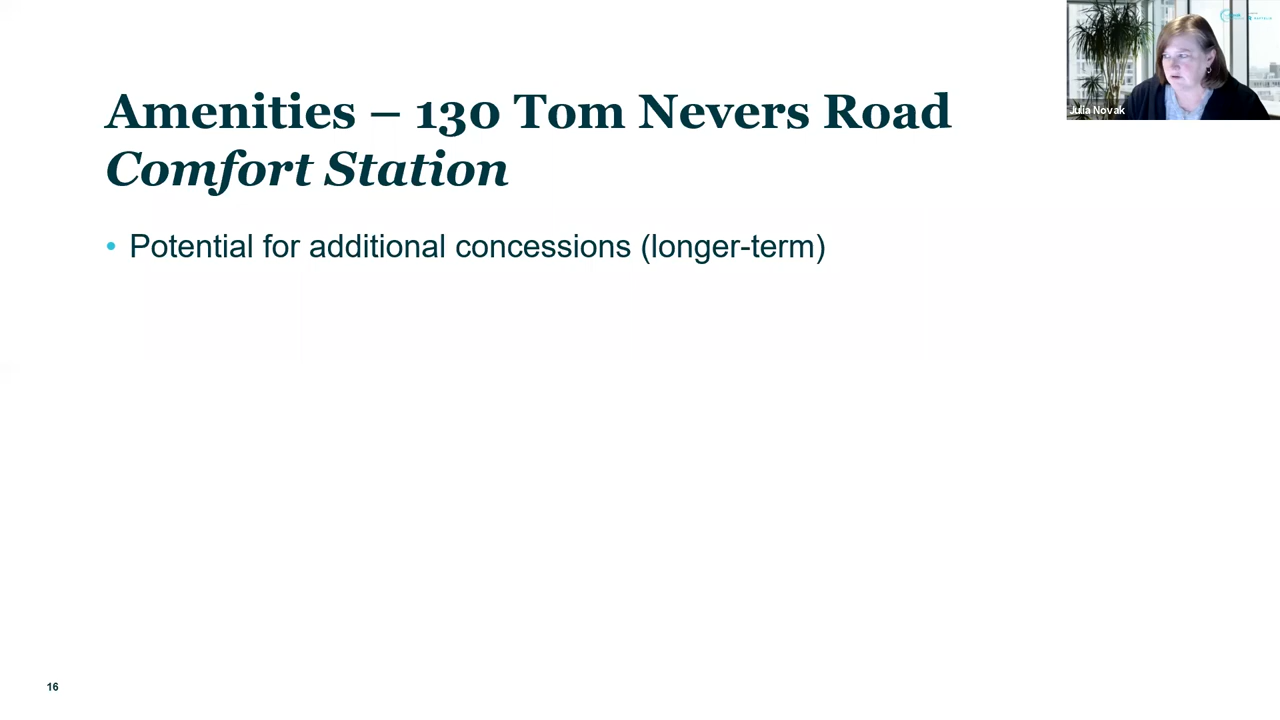 Amenities – 130 Tom Nevers Road
Comfort Station
• Potential for additional concessions (longer-term)
Julia Novak
16